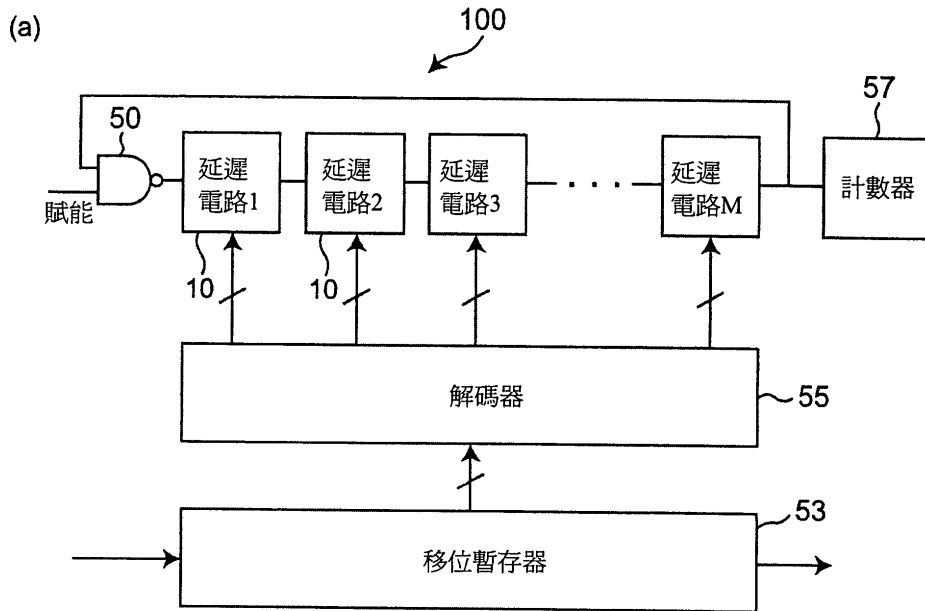 (a)
100
57
50
延遲
電路1
延遲
電路2
延遲
電路3
· · · ·
延遲
電路M
計數器
賦能
10
10
解碼器
55
53
移位暫存器